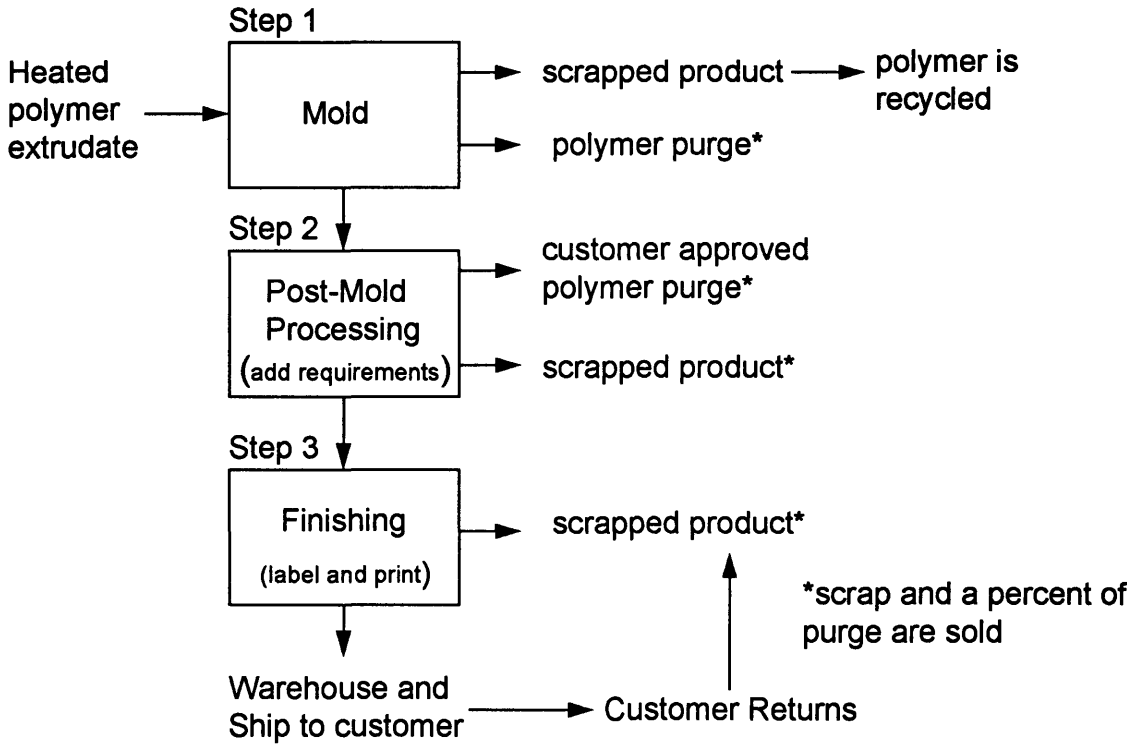 Step 1
Heated
polymer
extrudate
Mold
scrapped product
polymer is
recycled
polymer purge*
Step 2
Post-Mold
Processing
(add requirements)
customer approved
polymer purge*
scrapped product*
Step 3
Finishing
(label and print)
scrapped product*
*scrap and a percent of
purge are sold
Warehouse and
Ship to customer
Customer Returns